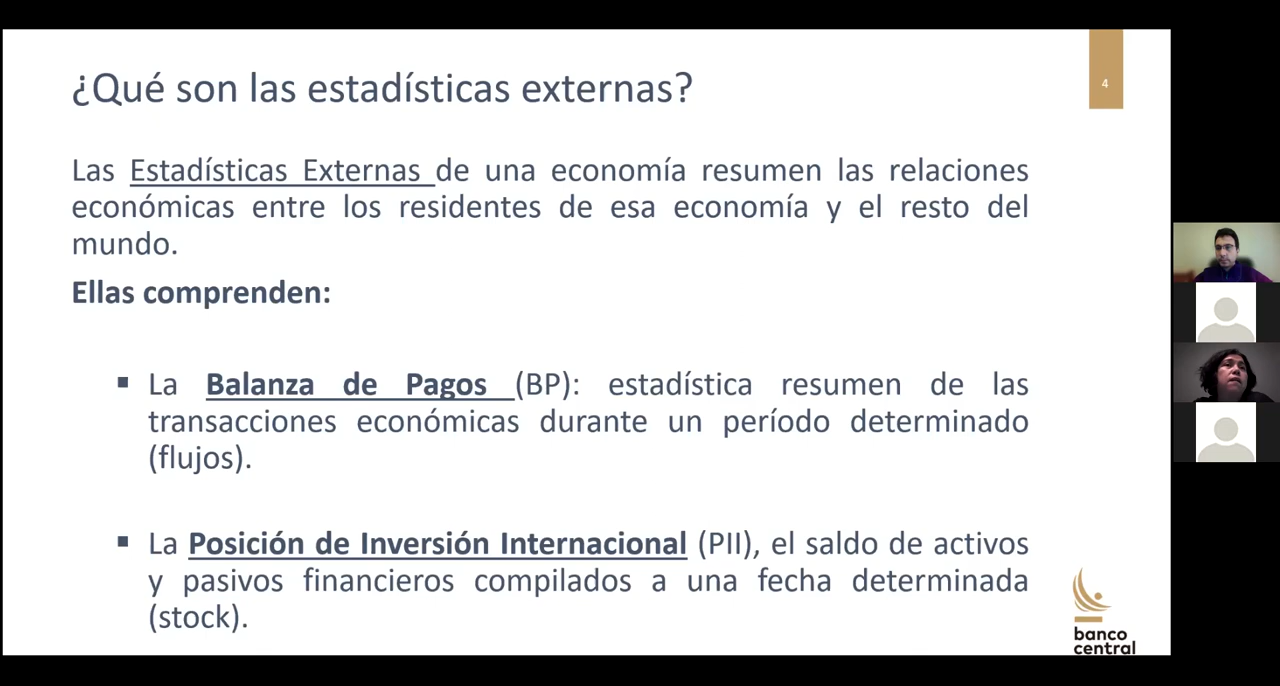 ¿Qué son las estadísticas externas?
4
Las Estadísticas Externas de una economía resumen las relaciones
económicas entre los residentes de esa economía y el resto del
mundo.
Ellas comprenden:
▪ La Balanza de Pagos (BP): estadística resumen de las
transacciones económicas durante un período determinado
(flujos).
▪ La Posición de Inversión Internacional (PII), el saldo de activos
y pasivos financieros compilados a una fecha determinada
(stock).
banco
central